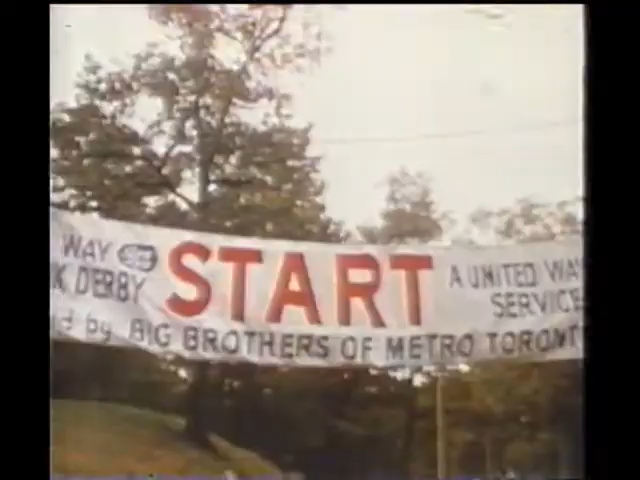 WAY START A UNITED WAY
K DERBY SERVICE
d by BIG BROTHERS OF METRO TORONT